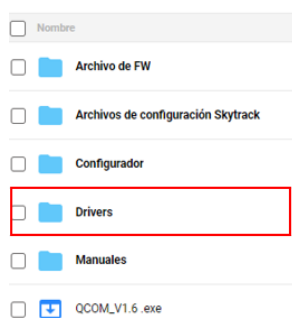 Nombre
Archivo de FW
Archivos de configuración Skytrack
Configurador
Drivers
Manuales
QCOM_V1.6 .exe